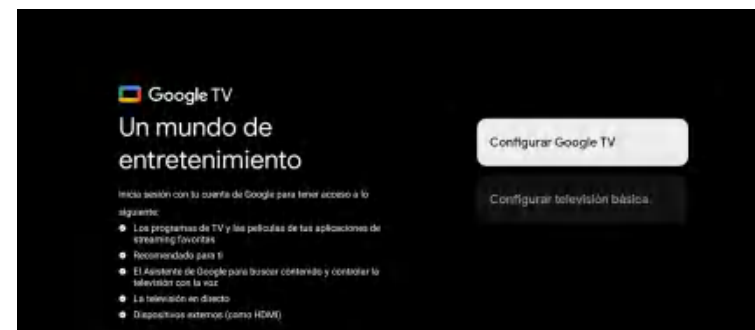 Google TV
Un mundo de
entretenimiento
Inicia sesión con tu cuenta de Google para tener acceso a lo
siguiente:
Los programas de TV y las películas de tus aplicaciones de
streaming favoritas
Recomendado para ti
El Asistente de Google para buscar contenido y controlar la
televisión con la voz
La televisión en directo
Dispositivos externos (como HDMI)
Configurar Google TV
Configurar televisión básica